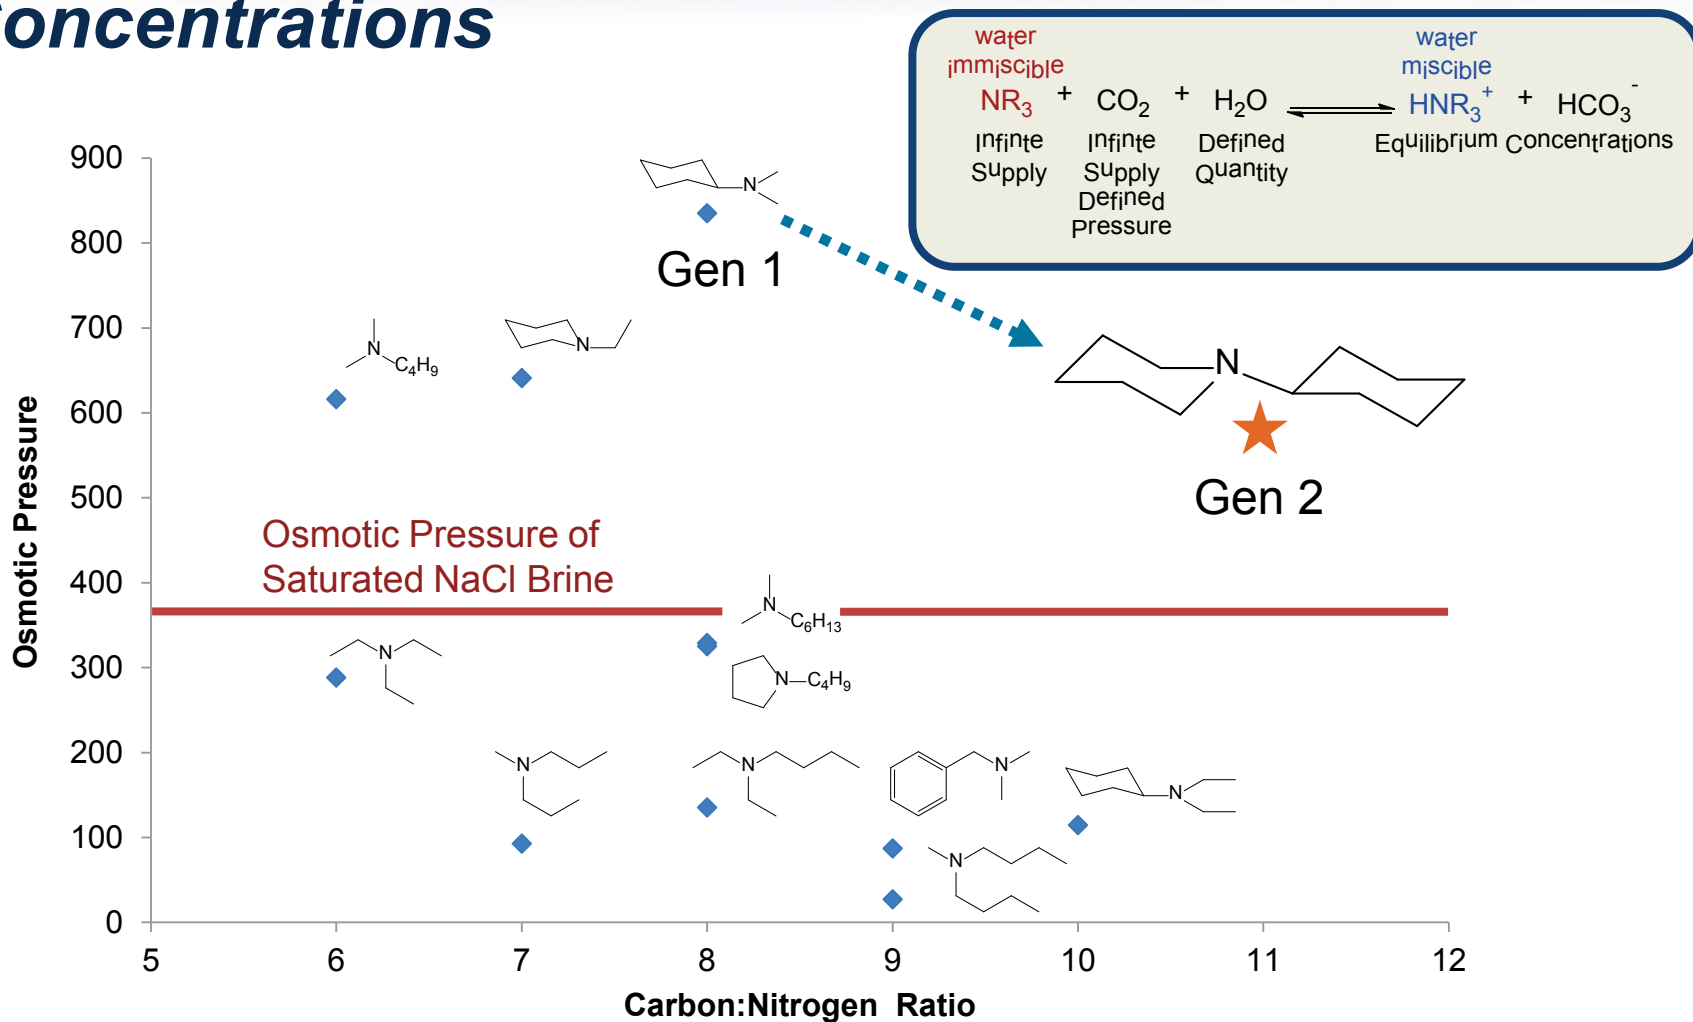 oncentrations
water
immiscible
NR3 + CO2 + H2O ⇌ HNR3+ + HCO3-
water
miscible
Infinte
Supply
Infinte
Supply
Defined
Pressure
Defined
Quantity
Equilibrium Concentrations
900
800
700
600
500
400
300
200
100
0
Osmotic Pressure
N
Gen 1
N
C4H9
N
N
Gen 2
Osmotic Pressure of
Saturated NaCl Brine
N
C6H13
N
N
C4H9
N
N
N
N
N
5 6 7 8 9 10 11 12
Carbon:Nitrogen Ratio